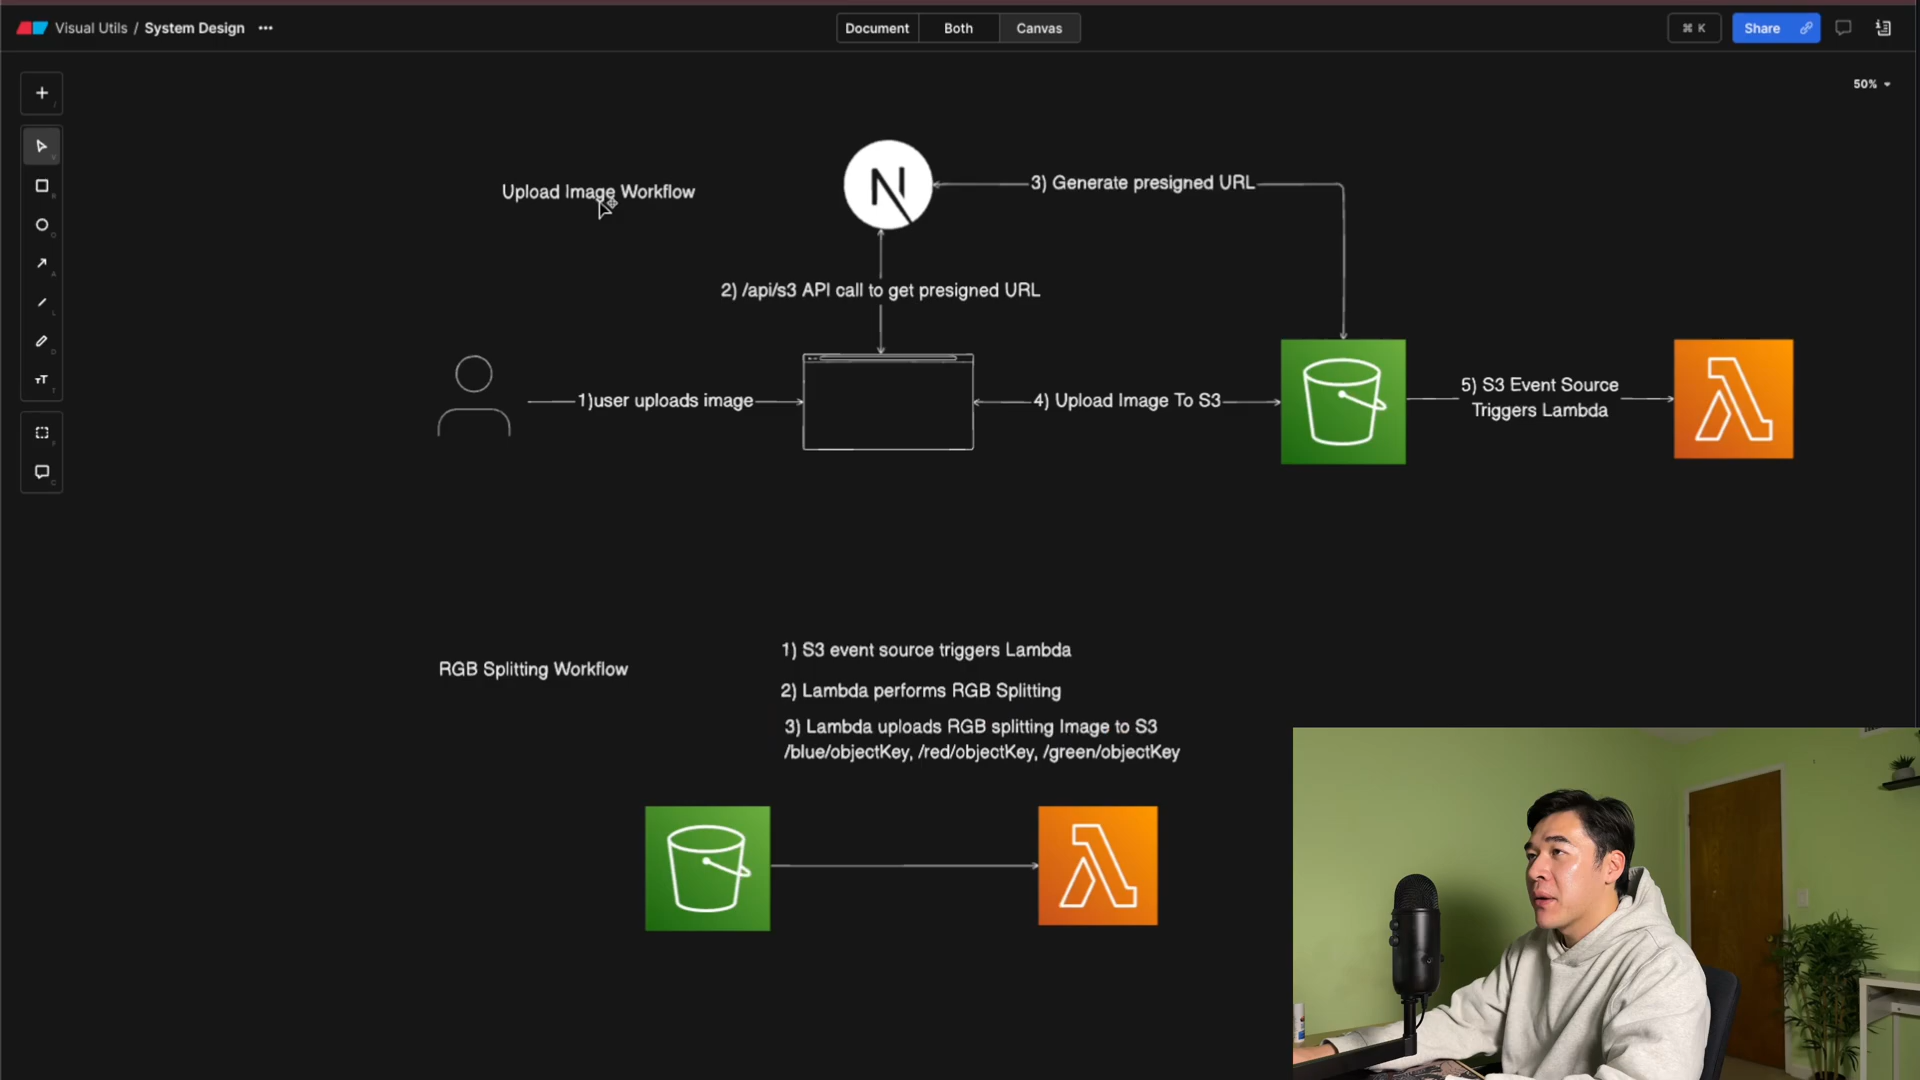 Visual Utils / System Design ...
Document
Both
Canvas
⌘ K
Share
50%
Upload Image Workflow
N
3) Generate presigned URL
2) /api/s3 API call to get presigned URL
1)user uploads image
4) Upload Image To S3
5) S3 Event Source
Triggers Lambda
RGB Splitting Workflow
1) S3 event source triggers Lambda
2) Lambda performs RGB Splitting
3) Lambda uploads RGB splitting Image to S3
/blue/objectKey, /red/objectKey, /green/objectKey